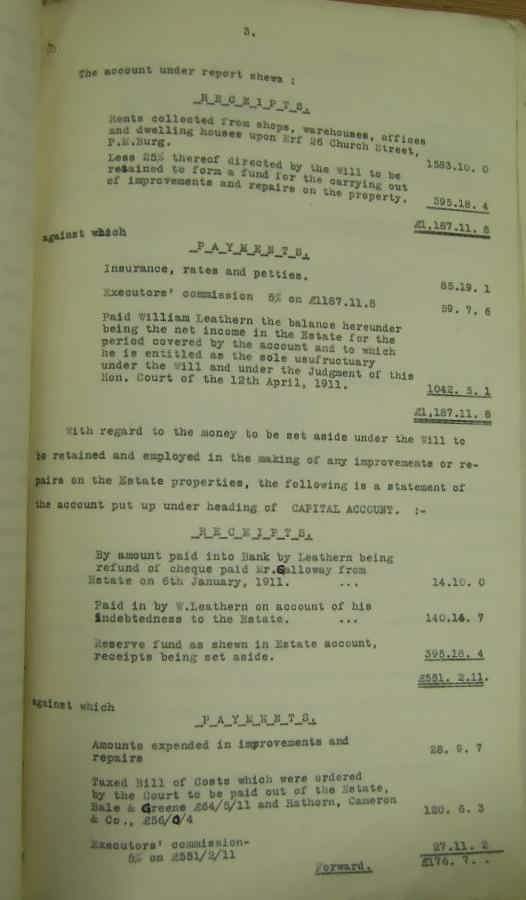 3.
The account under report shews :
R E C E I P T S.
Rents collected from shops, warehouses, offices
and dwelling houses upon Erf 26 Church Street,
P.M.Burg. 1583.10. 0
Less 25% thereof directed by the Will to be
retained to form a fund for the carrying out
of improvements and repairs on the property. 395.18. 4
£1,187.11. 8
against which
P A Y M E N T S.
Insurance, rates and petties. 85.19. 1
Executors' commission 5% on £1187.11.8 59. 7. 6
Paid William Leathern the balance hereunder
being the net income in the Estate for the
period covered by the account and to which
he is entitled as the sole usufructuary
under the Will and under the Judgment of this
Hon. Court of the 12th April, 1911. 1042. 5. 1
£1,187.11. 8
With regard to the money to be set aside under the Will to
be retained and employed in the making of any improvements or re-
pairs on the Estate properties, the following is a statement of
the account put up under heading of CAPITAL ACCOUNT. :-
R E C E I P T S.
By amount paid into Bank by Leathern being
refund of cheque paid Mr.Galloway from
Estate on 6th January, 1911. ... 14.10. 0
Paid in by W.Leathern on account of his
indebtedness to the Estate. ... 140.14. 7
Reserve fund as shewn in Estate account,
receipts being set aside. 395.18. 4
£551. 2.11.
against which
P A Y M E N T S.
Amounts expended in improvements and
repairs 28. 9. 7
Taxed Bill of Costs which were ordered
by the Court to be paid out of the Estate,
Bale & Greene £64/5/11 and Hathorn, Cameron
& Co., £56/0/4 120. 6. 3
Executors' commission-
5% on £551/2/11 27.11. 2
Forward. £176. 7. .